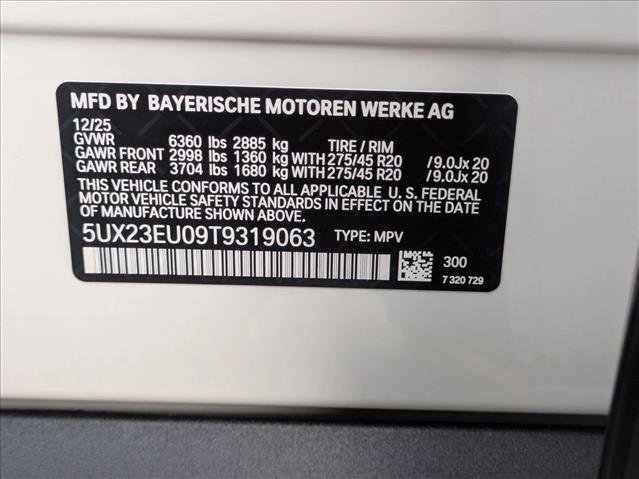 MFD BY BAYERISCHE MOTOREN WERKE AG
12/25
GVWR 6360 lbs 2885 kg TIRE / RIM
GAWR FRONT 2998 lbs 1360 kg WITH 275/45 R20 /9.0Jx 20
GAWR REAR 3704 lbs 1680 kg WITH 275/45 R20 /9.0Jx 20
THIS VEHICLE CONFORMS TO ALL APPLICABLE U. S. FEDERAL
MOTOR VEHICLE SAFETY STANDARDS IN EFFECT ON THE DATE
OF MANUFACTURE SHOWN ABOVE.
5UX23EU09T9319063 TYPE: MPV
300
7 320 729